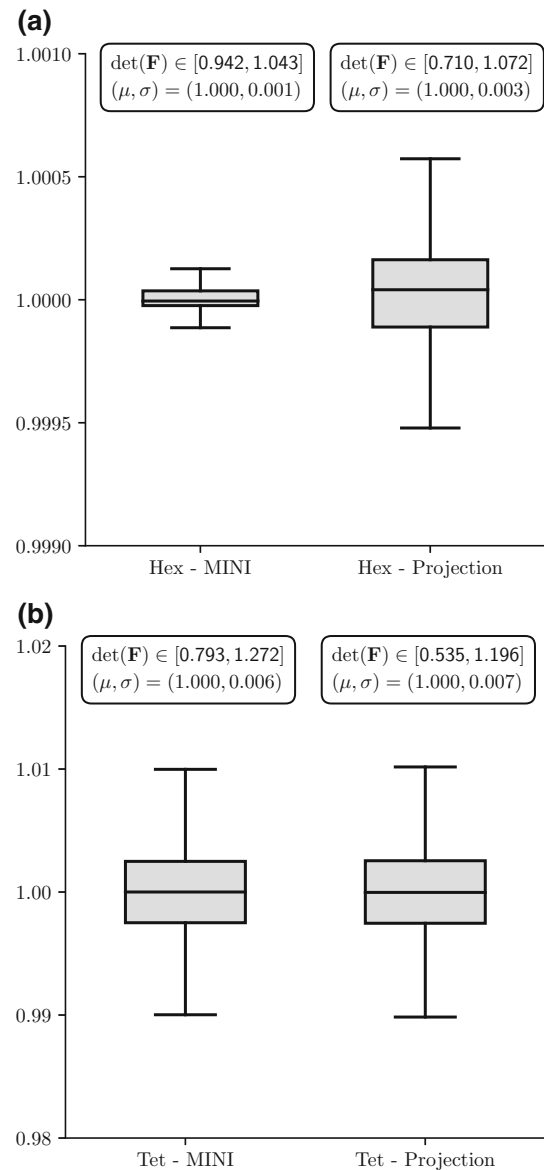 (a)
1.0010
det(F) ∈ [0.942, 1.043]
(μ, σ) = (1.000, 0.001)
det(F) ∈ [0.710, 1.072]
(μ, σ) = (1.000, 0.003)
1.0005
1.0000
0.9995
0.9990
Hex - MINI
Hex - Projection
(b)
1.02
det(F) ∈ [0.793, 1.272]
(μ, σ) = (1.000, 0.006)
det(F) ∈ [0.535, 1.196]
(μ, σ) = (1.000, 0.007)
1.01
1.00
0.99
0.98
Tet - MINI
Tet - Projection